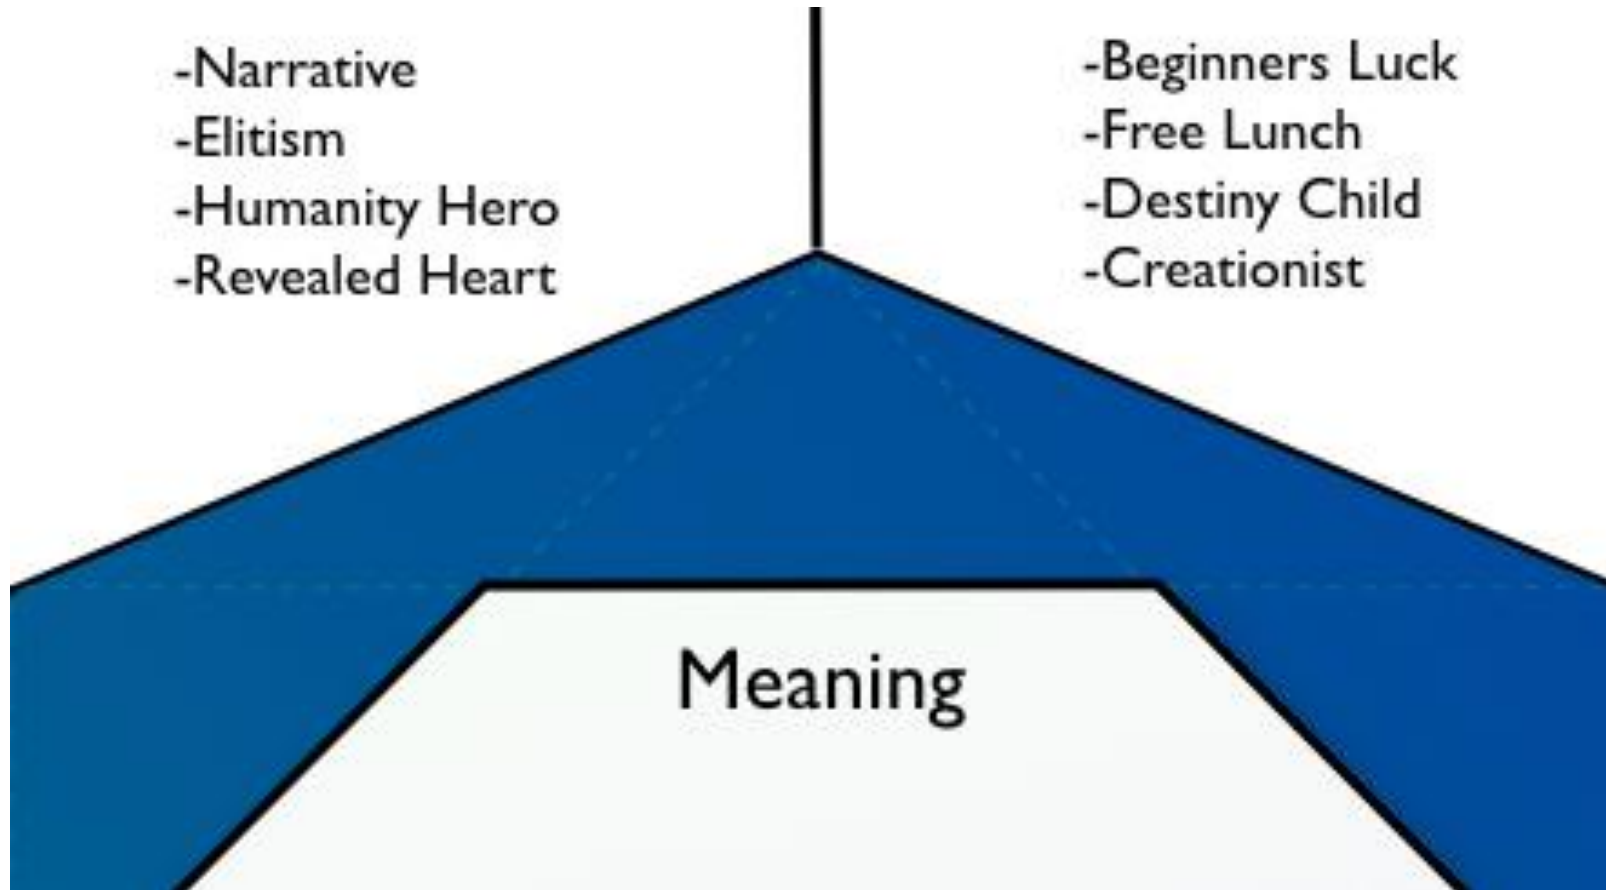 -Narrative
-Elitism
-Humanity Hero
-Revealed Heart
-Beginners Luck
-Free Lunch
-Destiny Child
-Creationist
Meaning